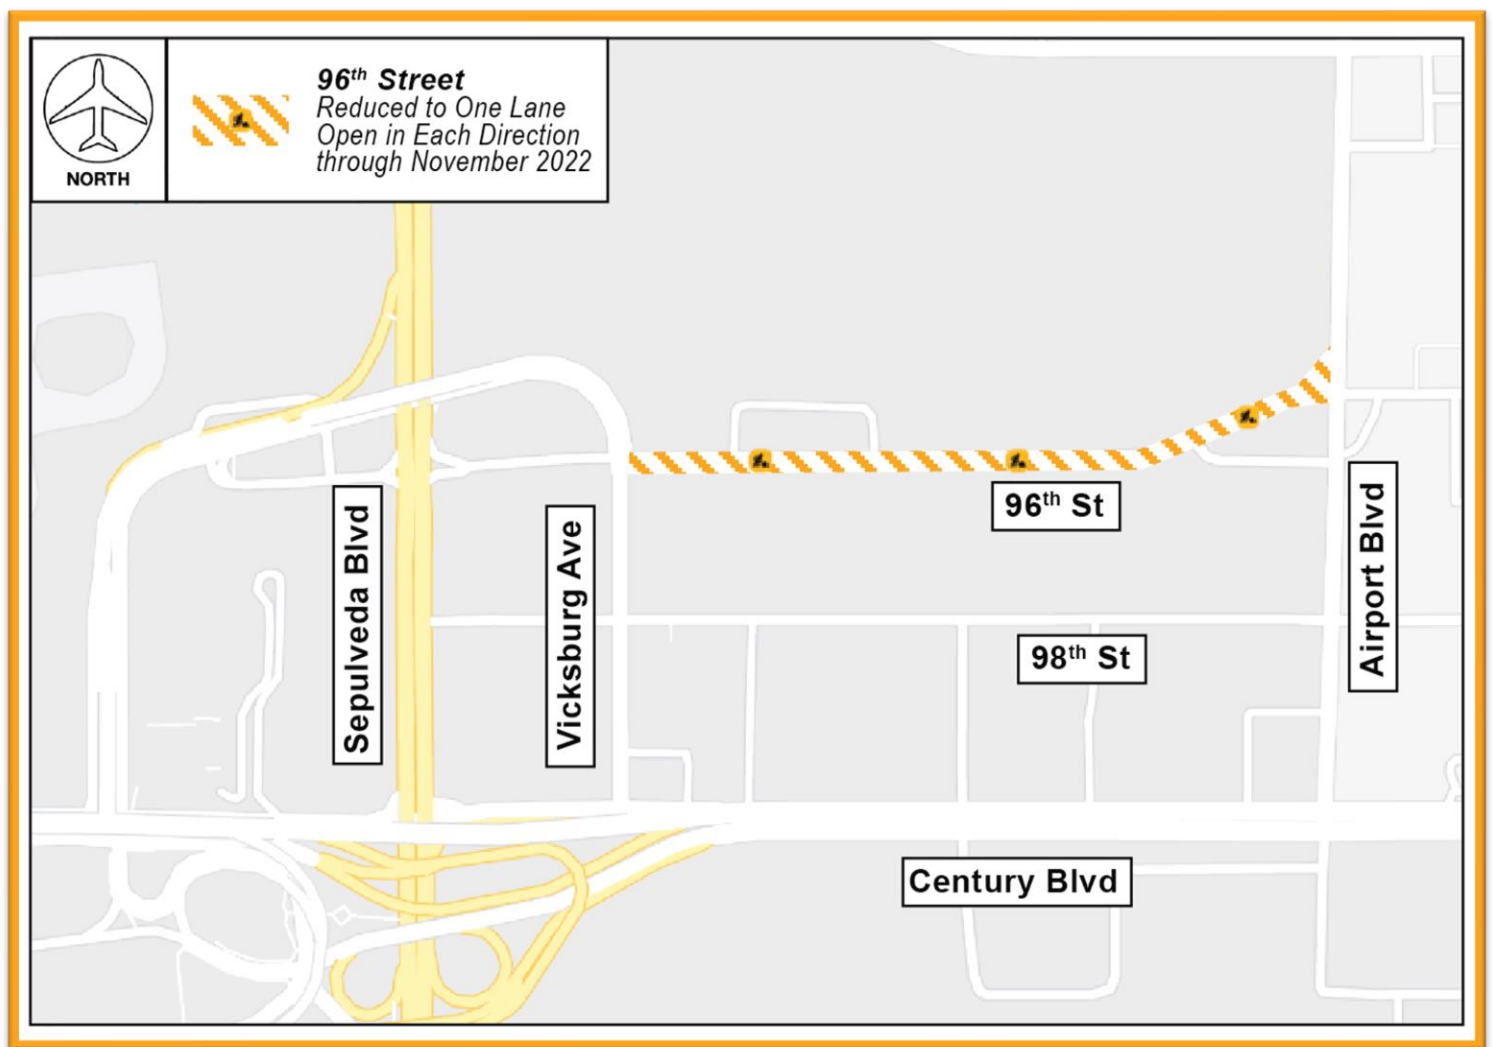 NORTH
96th Street
Reduced to One Lane
Open in Each Direction
through November 2022
96th St
Sepulveda Blvd
Vicksburg Ave
Airport Blvd
98th St
Century Blvd